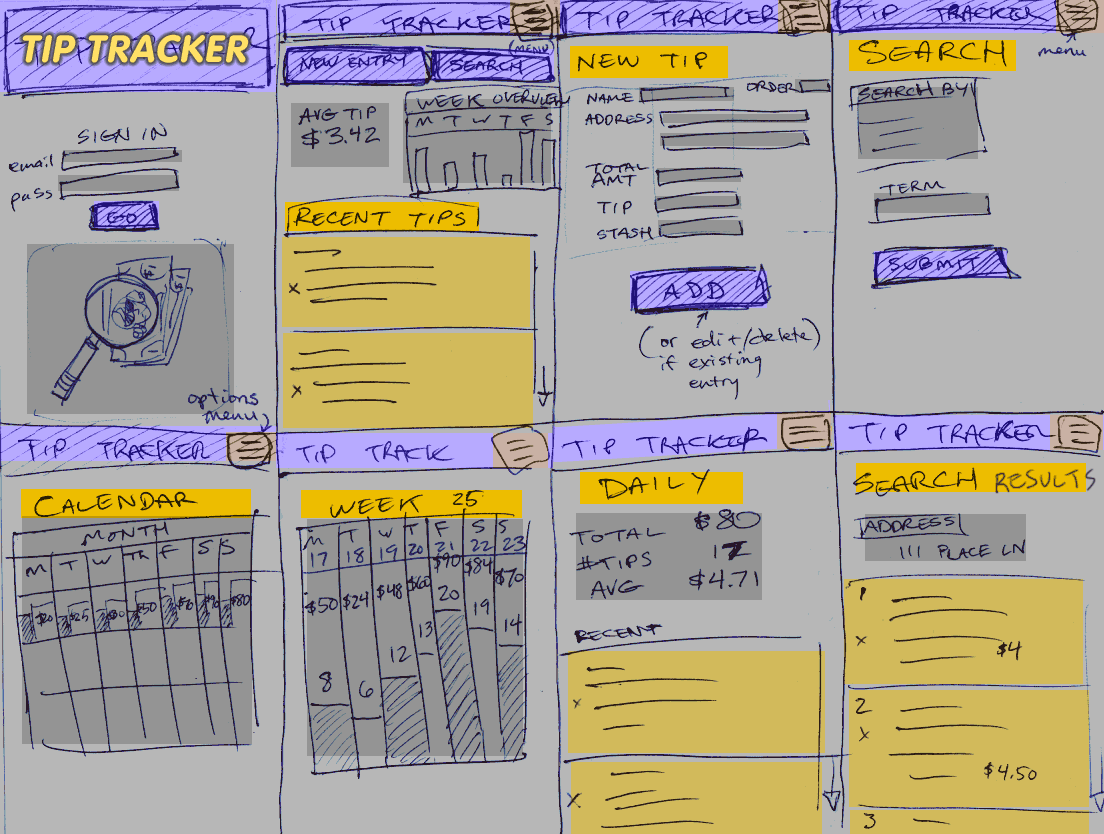 TIP TRACKER
SIGN IN
email
pass
GO
$1
$1
options
menu
TIP TRACKER
(MENU)
NEW ENTRY
SEARCH
AVG TIP
$3.42
WEEK OVERVIEW
M T W T F S
RECENT TIPS
x
x
TIP TRACKER
NEW TIP
NAME
ORDER
ADDRESS
TOTAL
AMT
TIP
STASH
ADD
(or edit/delete)
if existing
entry
TIP TRACKER
menu
SEARCH
SEARCH BY
TERM
SUBMIT
TIP TRACKER
CALENDAR
MONTH
M T W TH F S S
$25 $50 $80
TIP TRACK
WEEK 25
M T W T F S S
17 18 19 20 21 22 23
$50 $24 $48 $60 $90 $84 $70
8 6 12 13 20 19 14
TIP TRACKER
DAILY
TOTAL $80
#TIPS 17
AVG $4.71
RECENT
x
x
TIP TRACKER
SEARCH RESULTS
ADDRESS
111 PLACE LN
1
x
$4
2
x
$4.50
3